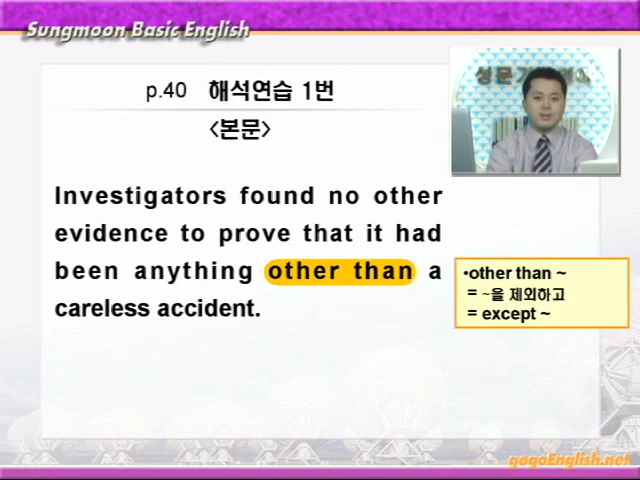 Sungmoon Basic English
p.40 해석연습 1번
<본문>
Investigators found no other
evidence to prove that it had
been anything other than a
careless accident.
•other than ~
= ~을 제외하고
= except ~
gogoEnglish.net